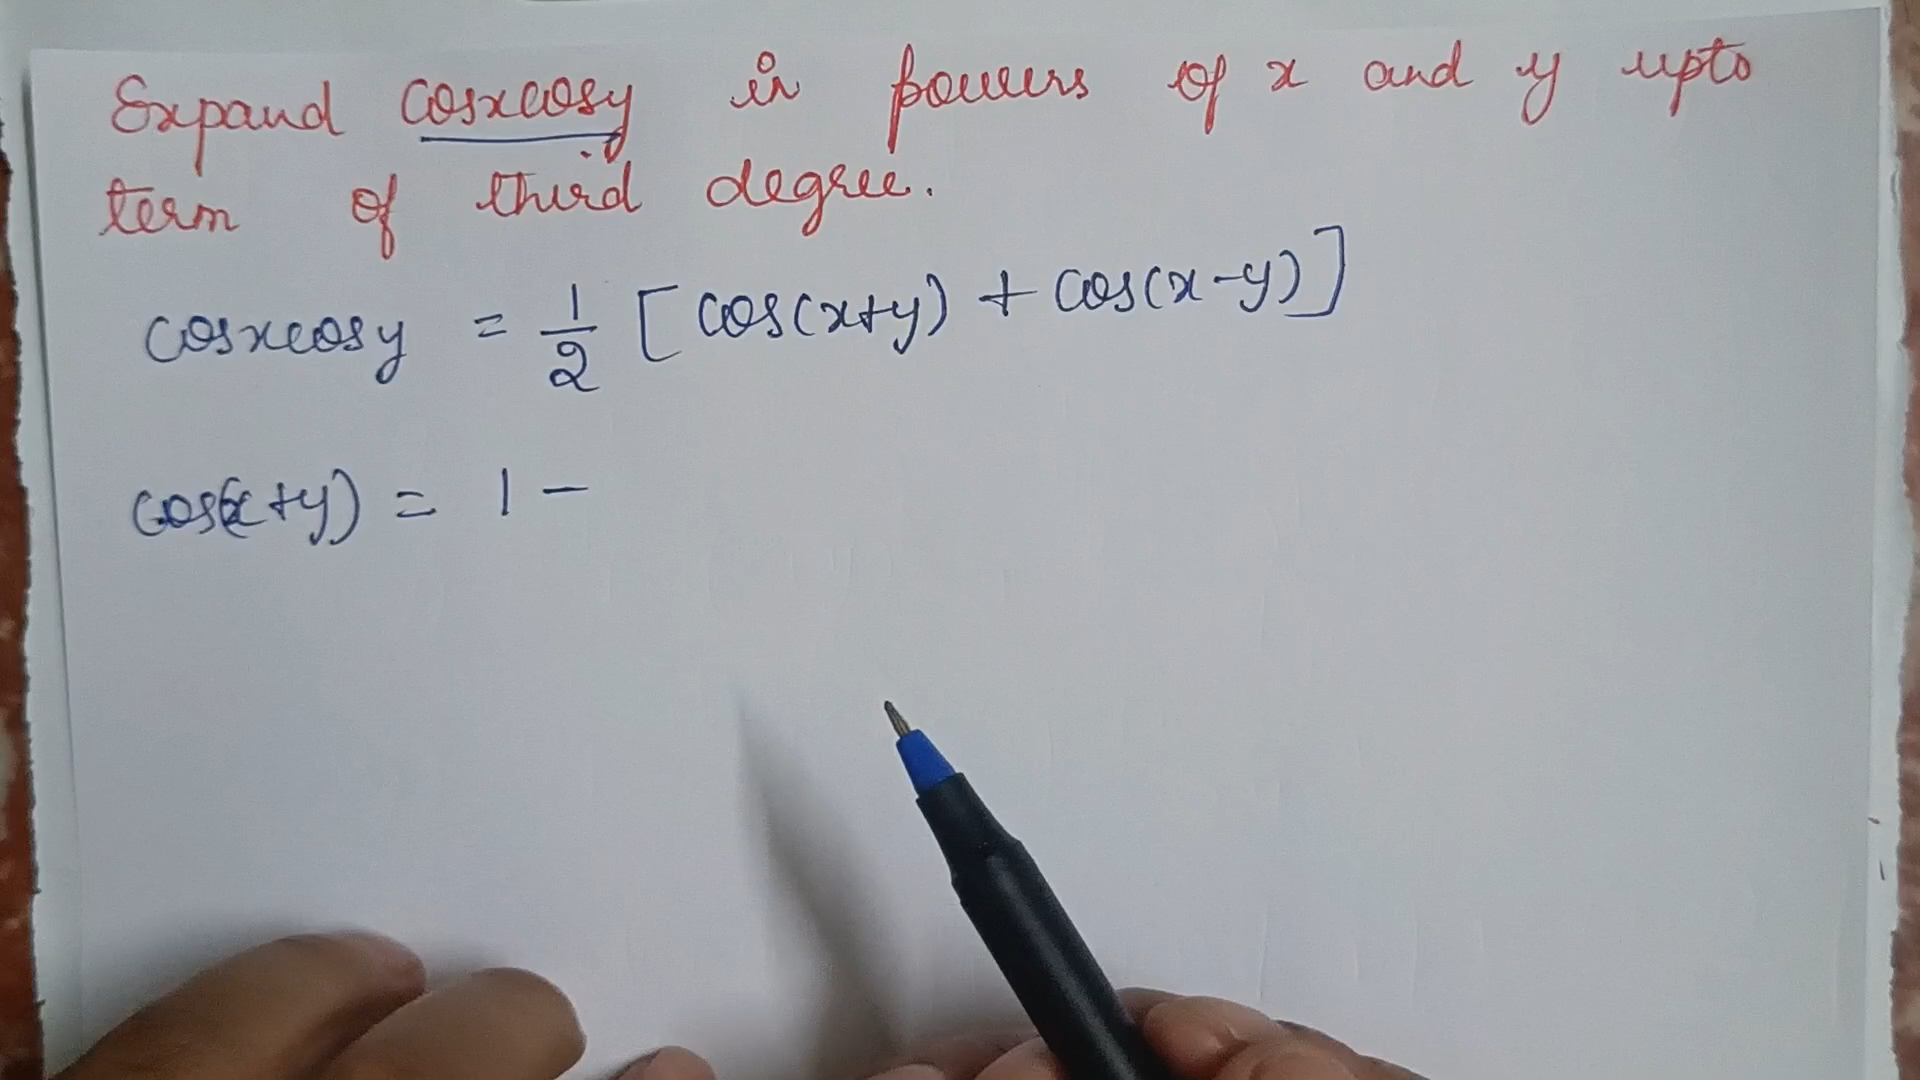 Expand cosxcosy in powers of x and y upto
term of third degree.
cosxcosy = 1/2 [cos(x+y) + cos(x-y)]
cos(x+y) = 1 -